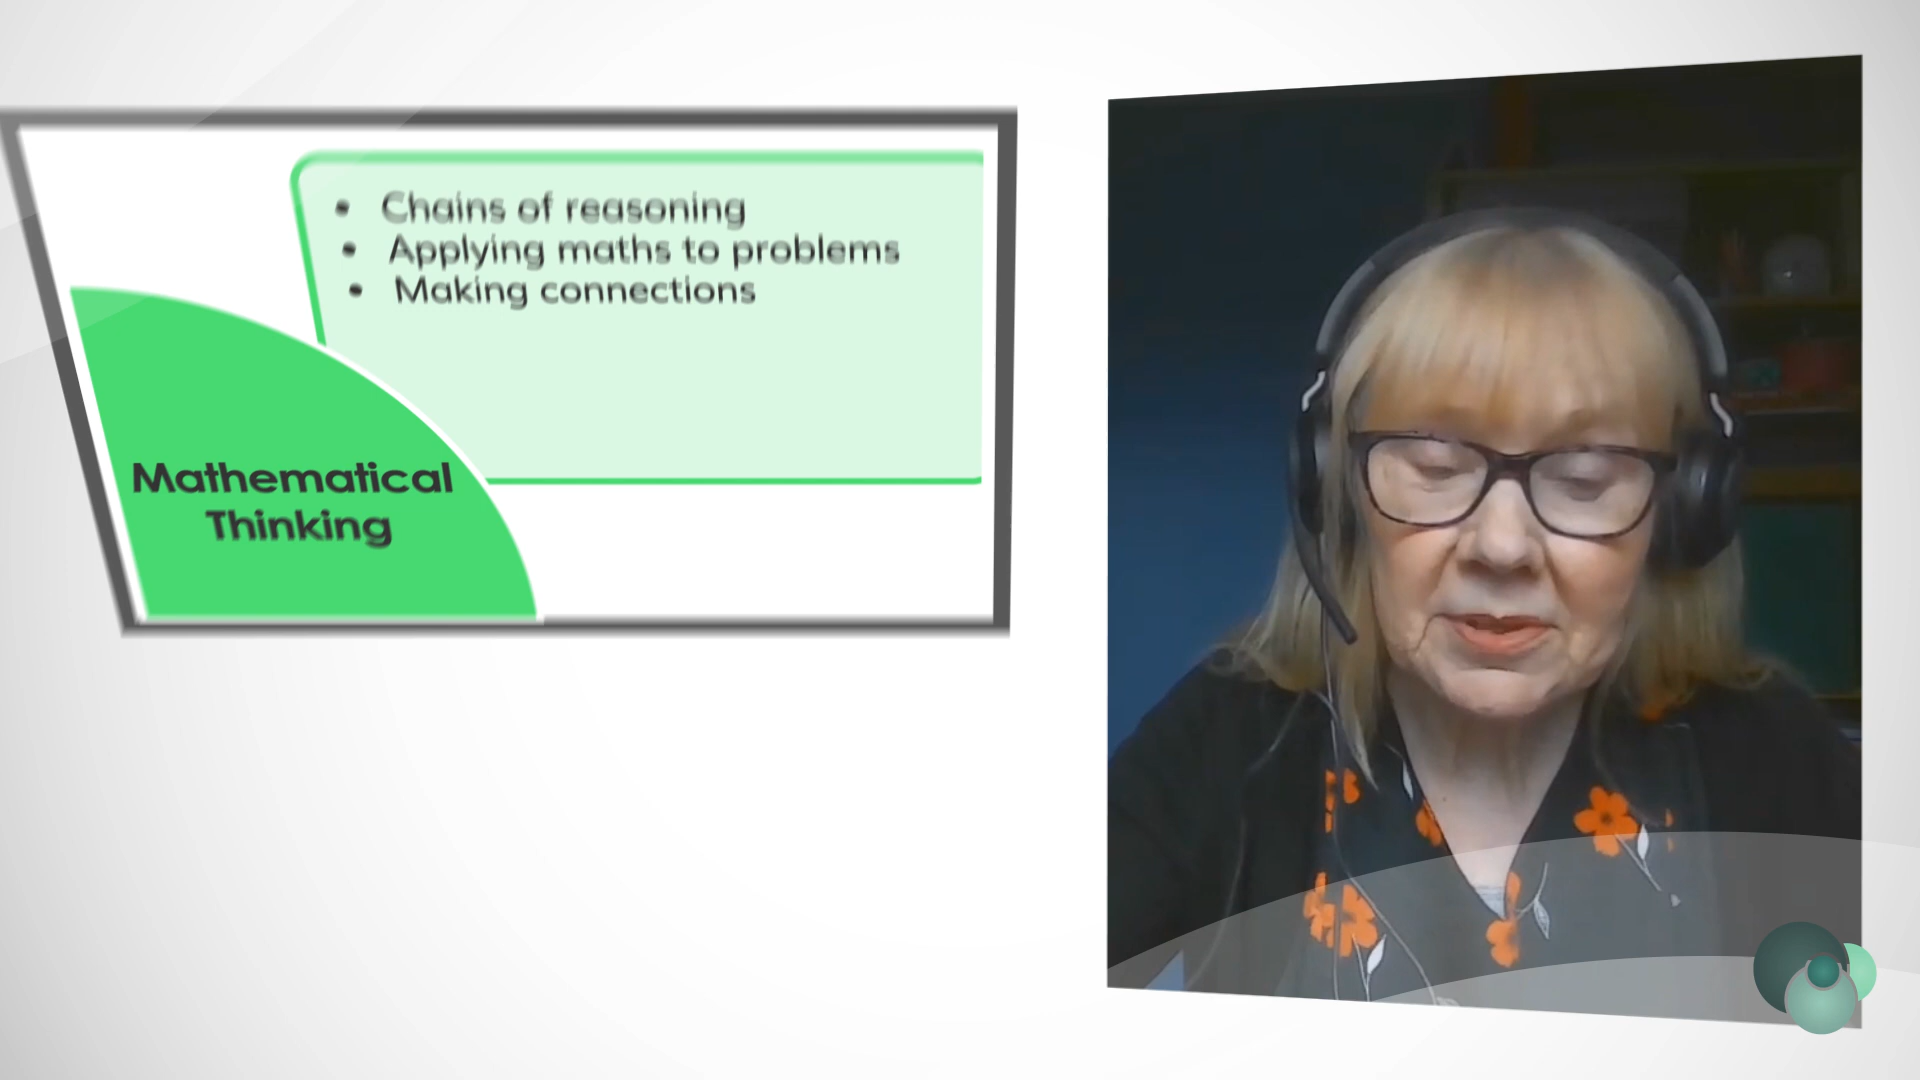 • Chains of reasoning
• Applying maths to problems
• Making connections
Mathematical
Thinking